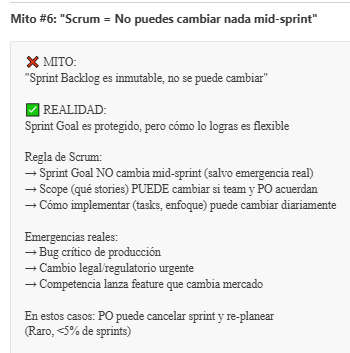 Mito #6: "Scrum = No puedes cambiar nada mid-sprint"
❌ MITO:
"Sprint Backlog es inmutable, no se puede cambiar"
✅ REALIDAD:
Sprint Goal es protegido, pero cómo lo logras es flexible
Regla de Scrum:
→ Sprint Goal NO cambia mid-sprint (salvo emergencia real)
→ Scope (qué stories) PUEDE cambiar si team y PO acuerdan
→ Cómo implementar (tasks, enfoque) puede cambiar diariamente
Emergencias reales:
→ Bug crítico de producción
→ Cambio legal/regulatorio urgente
→ Competencia lanza feature que cambia mercado
En estos casos: PO puede cancelar sprint y re-planear
(Raro, <5% de sprints)